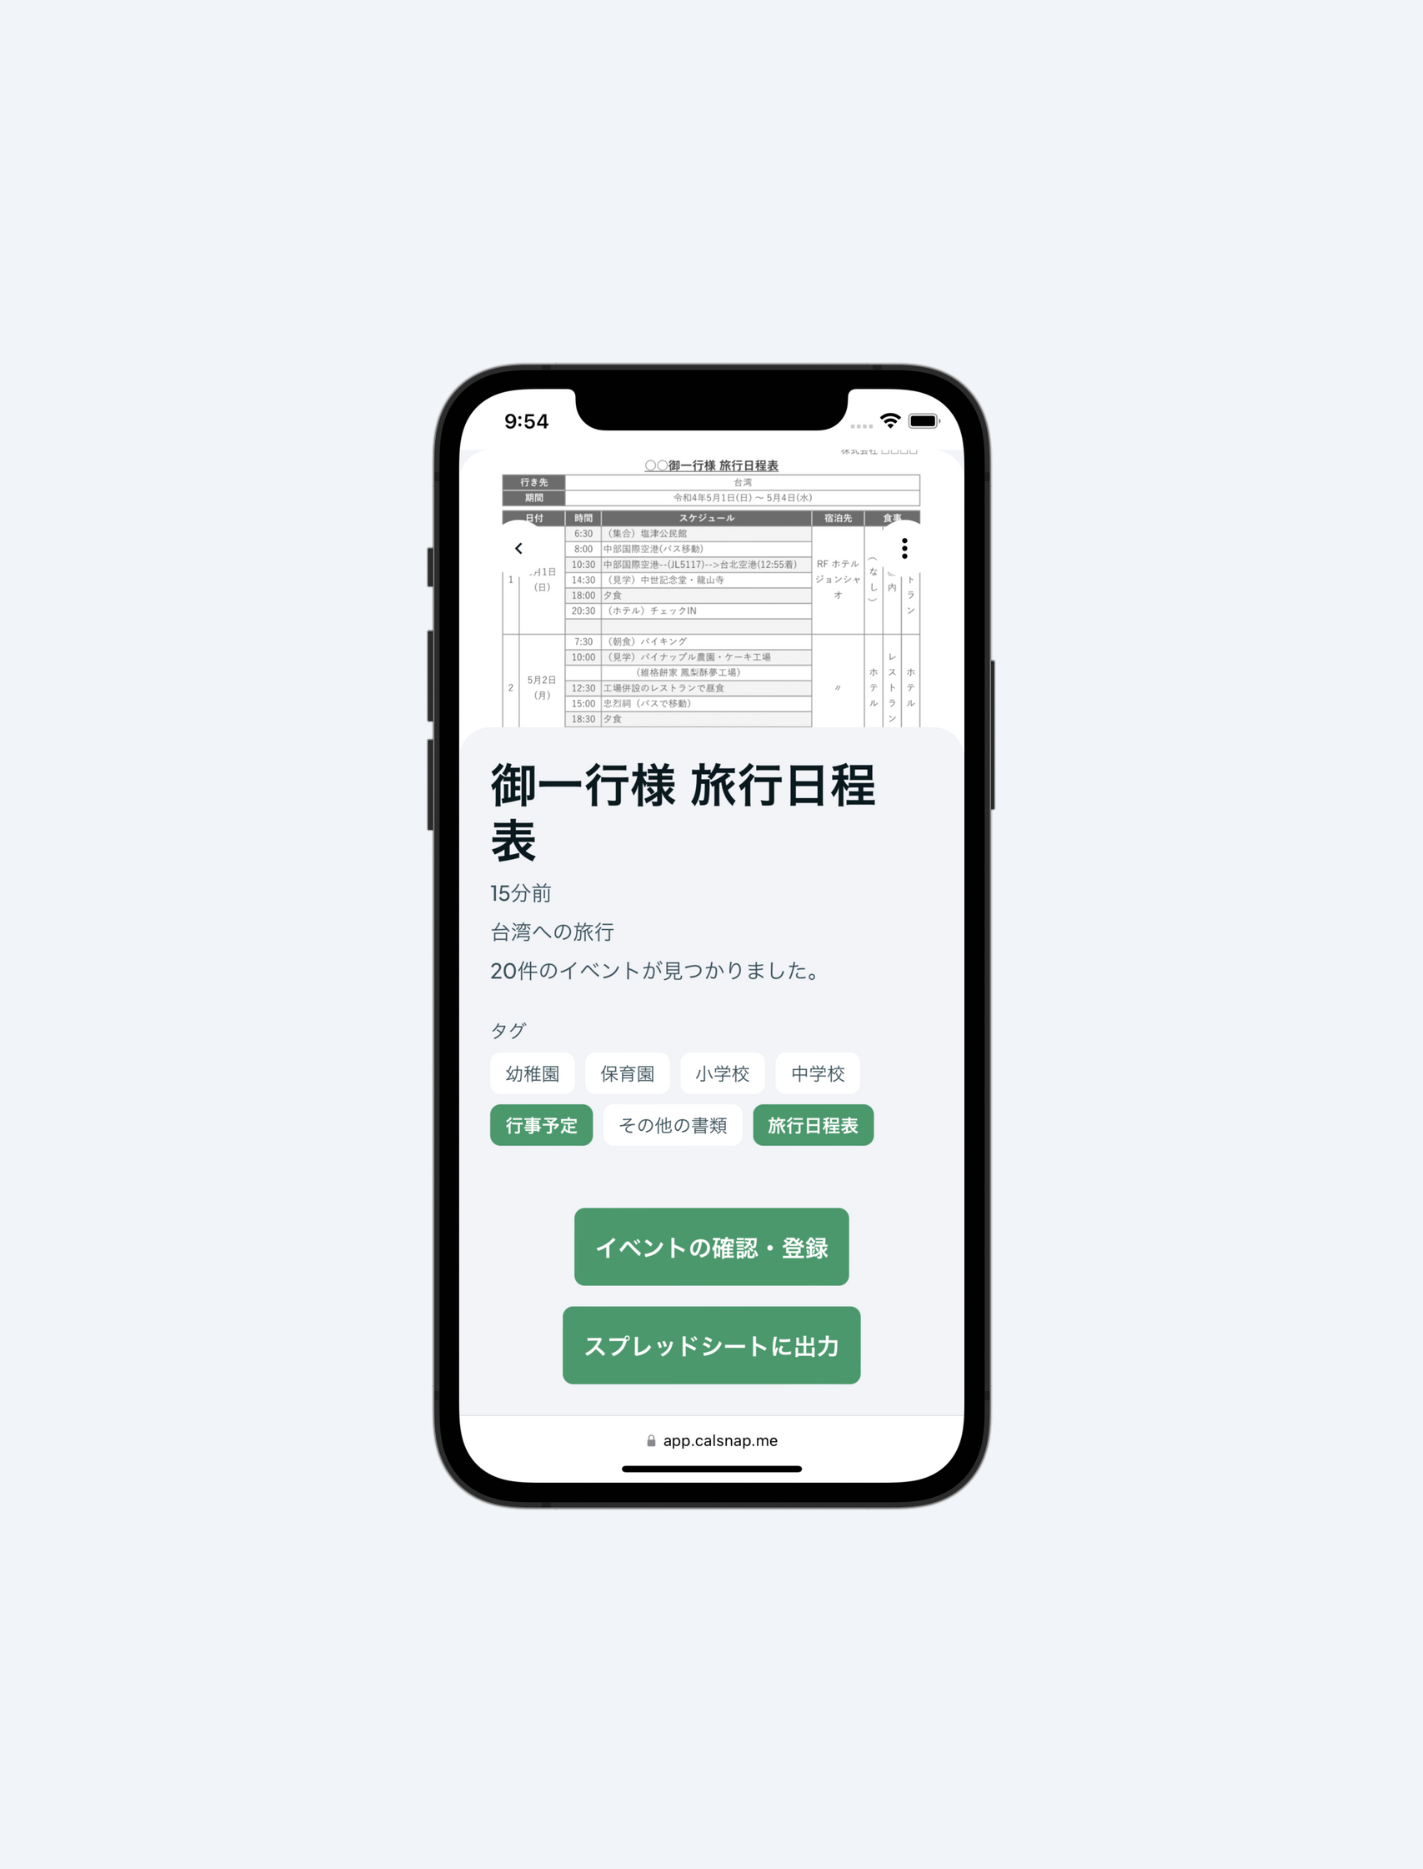 9:54
株式会社 □□□□
○○御一行様 旅行日程表
行き先 台湾
期間 令和4年5月1日(日) ～ 5月4日(水)
日付 時間 スケジュール 宿泊先 食事
6:30 （集合）塩津公民館
8:00 中部国際空港(バス移動)
10:30 中部国際空港--(JL5117)-->台北空港(12:55着)
14:30 （見学）中世記念堂・龍山寺
18:00 夕食
20:30 （ホテル）チェックIN
1 月1日
(日)
RF ホテル
ジョンシャ
オ
（なし）
内
トラン
7:30 （朝食）バイキング
10:00 （見学）パイナップル農園・ケーキ工場
（維格餅家 鳳梨酥夢工場）
12:30 工場併設のレストランで昼食
15:00 忠烈祠（バスで移動）
18:30 夕食
2 5月2日
(月)
〃
ホテル
レストラン
ホテル
御一行様 旅行日程
表
15分前
台湾への旅行
20件のイベントが見つかりました。
タグ
幼稚園 保育園 小学校 中学校
行事予定 その他の書類 旅行日程表
イベントの確認・登録
スプレッドシートに出力
app.calsnap.me